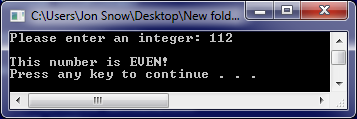 C:\Users\Jon Snow\Desktop\New fold...
Please enter an integer: 112
This number is EVEN!
Press any key to continue . . .